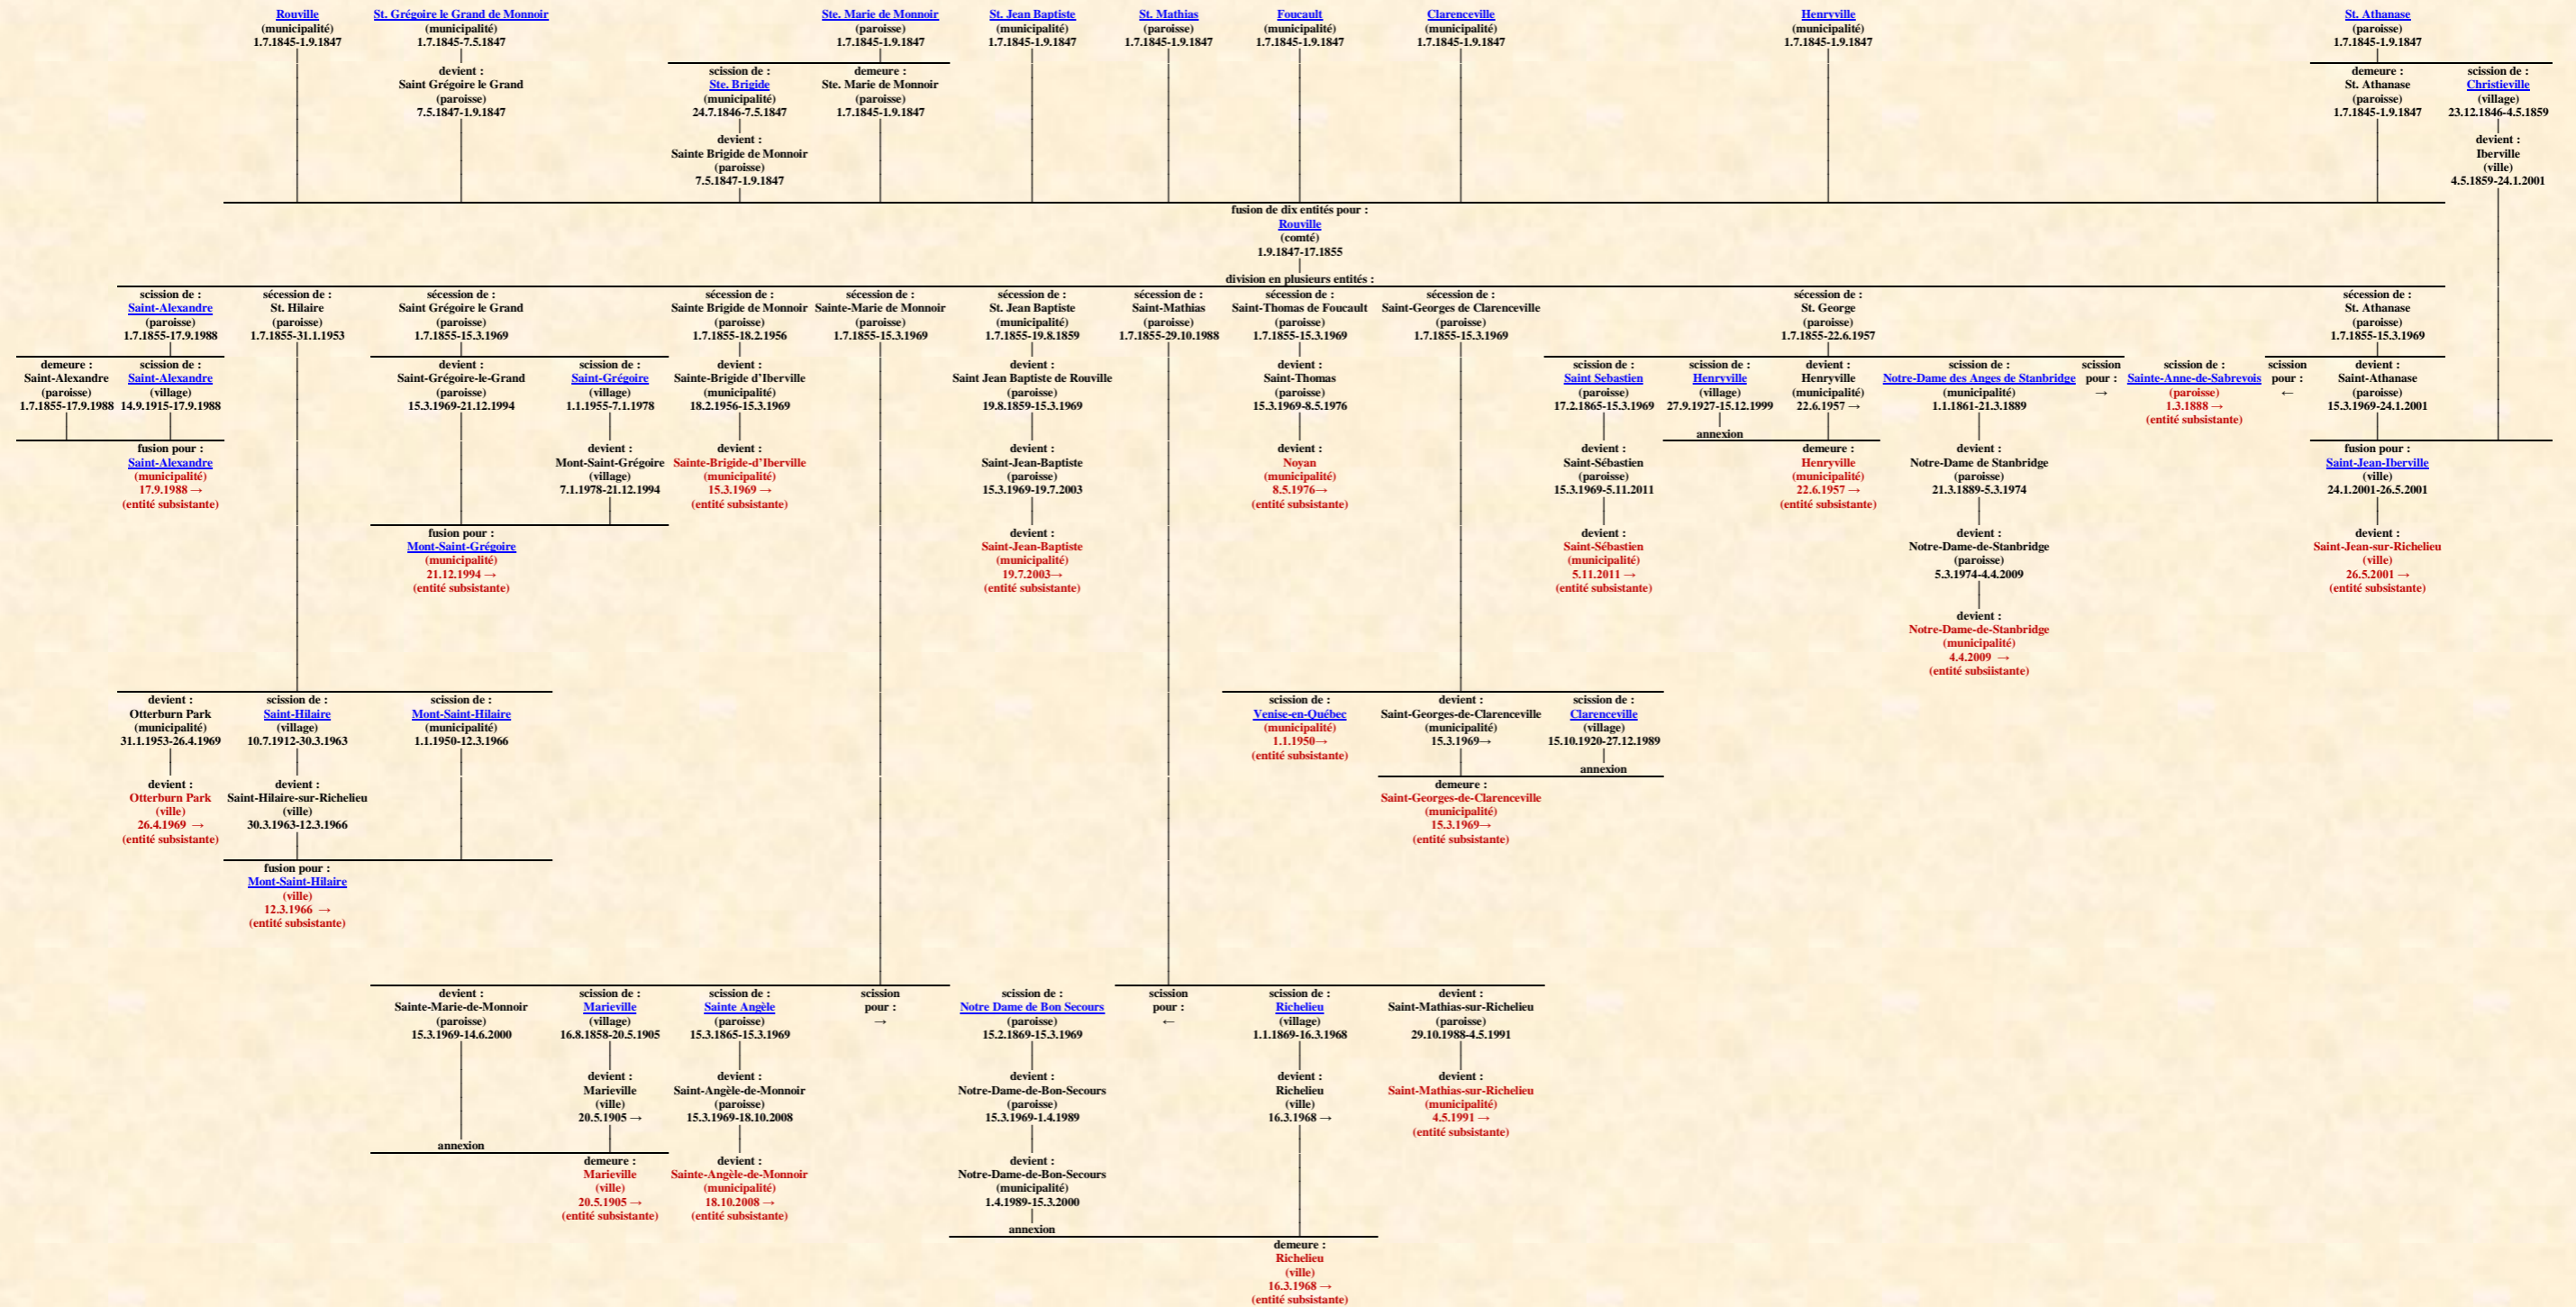 Rouville
(municipalité)
1.7.1845-1.9.1847
St. Grégoire le Grand de Monnoir
(municipalité)
1.7.1845-7.5.1847
Ste. Marie de Monnoir
(paroisse)
1.7.1845-1.9.1847
St. Jean Baptiste
(municipalité)
1.7.1845-1.9.1847
St. Mathias
(paroisse)
1.7.1845-1.9.1847
Foucault
(municipalité)
1.7.1845-1.9.1847
Clarenceville
(municipalité)
1.7.1845-1.9.1847
Henryville
(municipalité)
1.7.1845-1.9.1847
St. Athanase
(paroisse)
1.7.1845-1.9.1847
devient :
Saint Grégoire le Grand
(paroisse)
7.5.1847-1.9.1847
scission de :
Ste. Brigide
(municipalité)
24.7.1846-7.5.1847
demeure :
Ste. Marie de Monnoir
(paroisse)
1.7.1845-1.9.1847
demeure :
St. Athanase
(paroisse)
1.7.1845-1.9.1847
scission de :
Christieville
(village)
23.12.1846-4.5.1859
devient :
Sainte Brigide de Monnoir
(paroisse)
7.5.1847-1.9.1847
devient :
Iberville
(ville)
4.5.1859-24.1.2001
fusion de dix entités pour :
Rouville
(comté)
1.9.1847-17.1855
division en plusieurs entités :
scission de :
Saint-Alexandre
(paroisse)
1.7.1855-17.9.1988
sécession de :
St. Hilaire
(paroisse)
1.7.1855-31.1.1953
sécession de :
Saint Grégoire le Grand
(paroisse)
1.7.1855-15.3.1969
sécession de :
Sainte Brigide de Monnoir
(paroisse)
1.7.1855-18.2.1956
sécession de :
Sainte-Marie de Monnoir
(paroisse)
1.7.1855-15.3.1969
sécession de :
St. Jean Baptiste
(municipalité)
1.7.1855-19.8.1859
sécession de :
Saint-Mathias
(paroisse)
1.7.1855-29.10.1988
sécession de :
Saint-Thomas de Foucault
(paroisse)
1.7.1855-15.3.1969
sécession de :
Saint-Georges de Clarenceville
(paroisse)
1.7.1855-15.3.1969
sécession de :
St. George
(paroisse)
1.7.1855-22.6.1957
sécession de :
St. Athanase
(paroisse)
1.7.1855-15.3.1969
demeure :
Saint-Alexandre
(paroisse)
1.7.1855-17.9.1988
scission de :
Saint-Alexandre
(village)
14.9.1915-17.9.1988
devient :
Saint-Grégoire-le-Grand
(paroisse)
15.3.1969-21.12.1994
scission de :
Saint-Grégoire
(village)
1.1.1955-7.1.1978
devient :
Sainte-Brigide d'Iberville
(municipalité)
18.2.1956-15.3.1969
devient :
Saint Jean Baptiste de Rouville
(municipalité)
19.8.1859-15.3.1969
devient :
Saint-Thomas
(paroisse)
15.3.1969-8.5.1976
scission de :
Saint Sebastien
(paroisse)
17.2.1865-15.3.1969
scission de :
Henryville
(village)
27.9.1927-15.12.1999
devient :
Henryville
(municipalité)
22.6.1957 →
scission de :
Notre-Dame des Anges de Stanbridge
(municipalité)
1.1.1861-21.3.1889
scission
pour :
→
scission de :
Sainte-Anne-de-Sabrevois
(paroisse)
1.3.1888 →
(entité subsistante)
scission
pour :
←
devient :
Saint-Athanase
(paroisse)
15.3.1969-24.1.2001
fusion pour :
Saint-Alexandre
(municipalité)
17.9.1988 →
(entité subsistante)
devient :
Mont-Saint-Grégoire
(village)
7.1.1978-21.12.1994
devient :
Sainte-Brigide-d'Iberville
(municipalité)
15.3.1969 →
(entité subsistante)
devient :
Saint-Jean-Baptiste
(paroisse)
15.3.1969-19.7.2003
devient :
Noyan
(municipalité)
8.5.1976→
(entité subsistante)
devient :
Saint-Sébastien
(paroisse)
15.3.1969-5.11.2011
annexion
demeure :
Henryville
(municipalité)
22.6.1957 →
(entité subsistante)
devient :
Notre-Dame de Stanbridge
(paroisse)
21.3.1889-5.3.1974
fusion pour :
Saint-Jean-Iberville
(ville)
24.1.2001-26.5.2001
fusion pour :
Mont-Saint-Grégoire
(municipalité)
21.12.1994 →
(entité subsistante)
devient :
Saint-Jean-Baptiste
(municipalité)
19.7.2003→
(entité subsistante)
devient :
Saint-Sébastien
(municipalité)
5.11.2011 →
(entité subsistante)
devient :
Notre-Dame-de-Stanbridge
(paroisse)
5.3.1974-4.4.2009
devient :
Saint-Jean-sur-Richelieu
(ville)
26.5.2001 →
(entité subsistante)
devient :
Notre-Dame-de-Stanbridge
(municipalité)
4.4.2009 →
(entité subsiistante)
devient :
Otterburn Park
(municipalité)
31.1.1953-26.4.1969
scission de :
Saint-Hilaire
(village)
10.7.1912-30.3.1963
scission de :
Mont-Saint-Hilaire
(municipalité)
1.1.1950-12.3.1966
scission de :
Venise-en-Québec
(municipalité)
1.1.1950→
(entité subsistante)
devient :
Saint-Georges-de-Clarenceville
(municipalité)
15.3.1969→
scission de :
Clarenceville
(village)
15.10.1920-27.12.1989
annexion
devient :
Otterburn Park
(ville)
26.4.1969 →
(entité subsistante)
devient :
Saint-Hilaire-sur-Richelieu
(ville)
30.3.1963-12.3.1966
demeure :
Saint-Georges-de-Clarenceville
(municipalité)
15.3.1969→
(entité subsistante)
fusion pour :
Mont-Saint-Hilaire
(ville)
12.3.1966 →
(entité subsistante)
devient :
Sainte-Marie-de-Monnoir
(paroisse)
15.3.1969-14.6.2000
scission de :
Marieville
(village)
16.8.1858-20.5.1905
scission de :
Sainte Angèle
(paroisse)
15.3.1865-15.3.1969
scission
pour :
→
scission de :
Notre Dame de Bon Secours
(paroisse)
15.2.1869-15.3.1969
scission
pour :
←
scission de :
Richelieu
(village)
1.1.1869-16.3.1968
devient :
Saint-Mathias-sur-Richelieu
(paroisse)
29.10.1988-4.5.1991
devient :
Marieville
(ville)
20.5.1905 →
devient :
Saint-Angèle-de-Monnoir
(paroisse)
15.3.1969-18.10.2008
devient :
Notre-Dame-de-Bon-Secours
(paroisse)
15.3.1969-1.4.1989
devient :
Richelieu
(ville)
16.3.1968 →
devient :
Saint-Mathias-sur-Richelieu
(municipalité)
4.5.1991 →
(entité subsistante)
annexion
demeure :
Marieville
(ville)
20.5.1905 →
(entité subsistante)
devient :
Sainte-Angèle-de-Monnoir
(municipalité)
18.10.2008 →
(entité subsistante)
devient :
Notre-Dame-de-Bon-Secours
(municipalité)
1.4.1989-15.3.2000
annexion
demeure :
Richelieu
(ville)
16.3.1968 →
(entité subsistante)